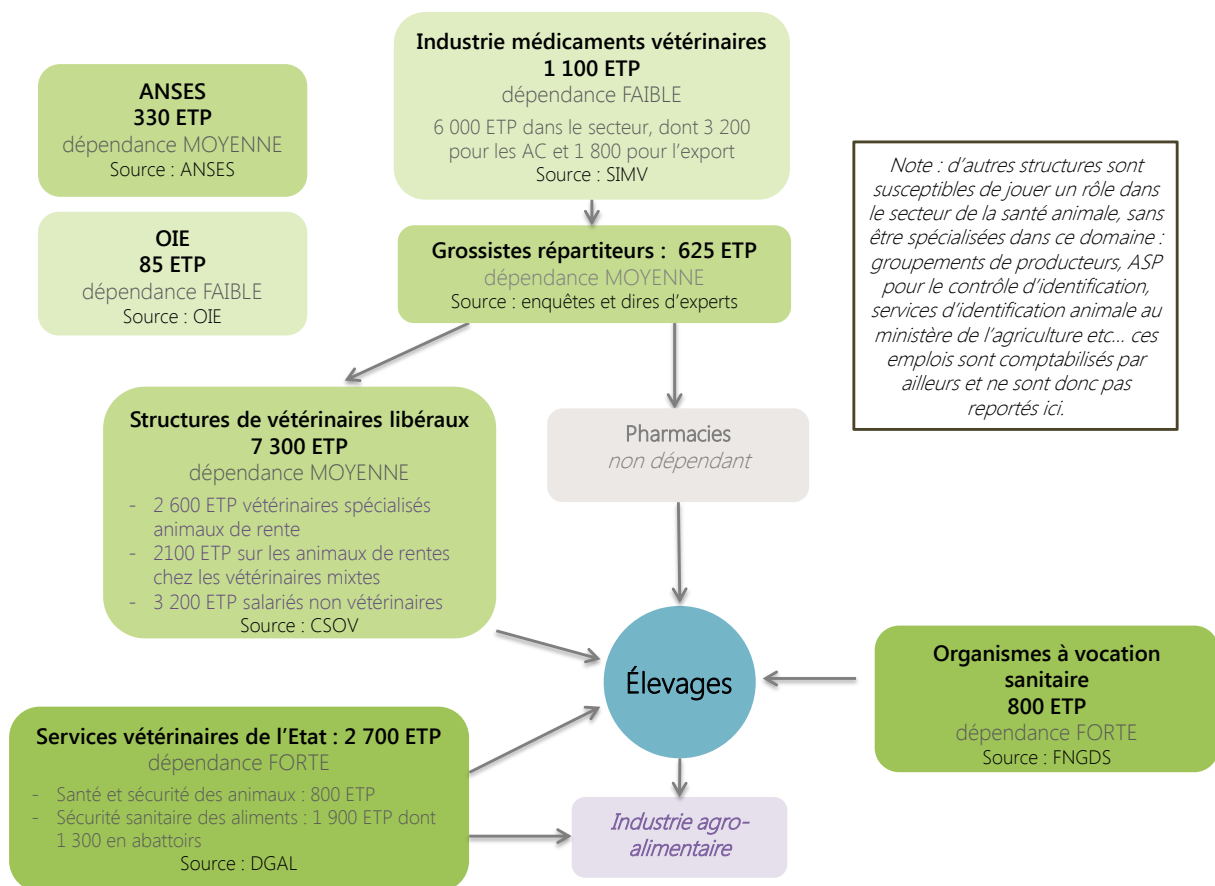 Industrie médicaments vétérinaires
1 100 ETP
dépendance FAIBLE
6 000 ETP dans le secteur, dont 3 200
pour les AC et 1 800 pour l'export
Source : SIMV
ANSES
330 ETP
dépendance MOYENNE
Source : ANSES
OIE
85 ETP
dépendance FAIBLE
Source : OIE
Note : d'autres structures sont
susceptibles de jouer un rôle dans
le secteur de la santé animale, sans
être spécialisées dans ce domaine :
groupements de producteurs, ASP
pour le contrôle d'identification,
services d'identification animale au
ministère de l'agriculture etc... ces
emplois sont comptabilisés par
ailleurs et ne sont donc pas
reportés ici.
Grossistes répartiteurs : 625 ETP
dépendance MOYENNE
Source : enquêtes et dires d'experts
Structures de vétérinaires libéraux
7 300 ETP
dépendance MOYENNE
- 2 600 ETP vétérinaires spécialisés
animaux de rente
- 2100 ETP sur les animaux de rentes
chez les vétérinaires mixtes
- 3 200 ETP salariés non vétérinaires
Source : CSOV
Pharmacies
non dépendant
Élevages
Organismes à vocation
sanitaire
800 ETP
dépendance FORTE
Source : FNGDS
Services vétérinaires de l'Etat : 2 700 ETP
dépendance FORTE
- Santé et sécurité des animaux : 800 ETP
- Sécurité sanitaire des aliments : 1 900 ETP dont
1 300 en abattoirs
Source : DGAL
Industrie agro-
alimentaire